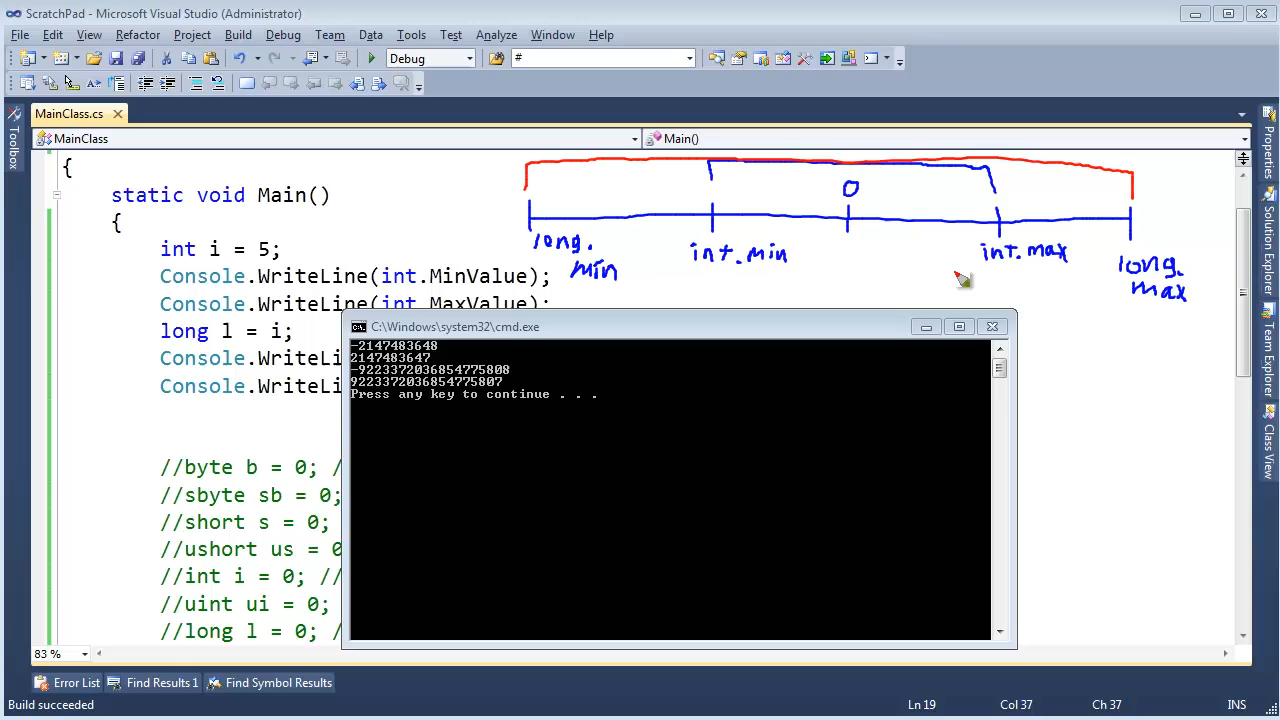 ScratchPad - Microsoft Visual Studio (Administrator)
File Edit View Refactor Project Build Debug Team Data Tools Test Analyze Window Help
Debug #
MainClass.cs
MainClass Main()
{
static void Main()
{
int i = 5;
Console.WriteLine(int.MinValue);
Console.WriteLine(int.MaxValue);
long l = i;
Console.WriteLi
Console.WriteLi
//byte b = 0; /
//sbyte sb = 0;
//short s = 0;
//ushort us = 0
//int i = 0; //
//uint ui = 0;
//long l = 0; /
0
long.
min
int.min
int.max
long.
max
C:\Windows\system32\cmd.exe
-2147483648
2147483647
-9223372036854775808
9223372036854775807
Press any key to continue . . .
Toolbox
Properties
Solution Explorer
Team Explorer
Class View
83 %
Error List Find Results 1 Find Symbol Results
Build succeeded Ln 19 Col 37 Ch 37 INS